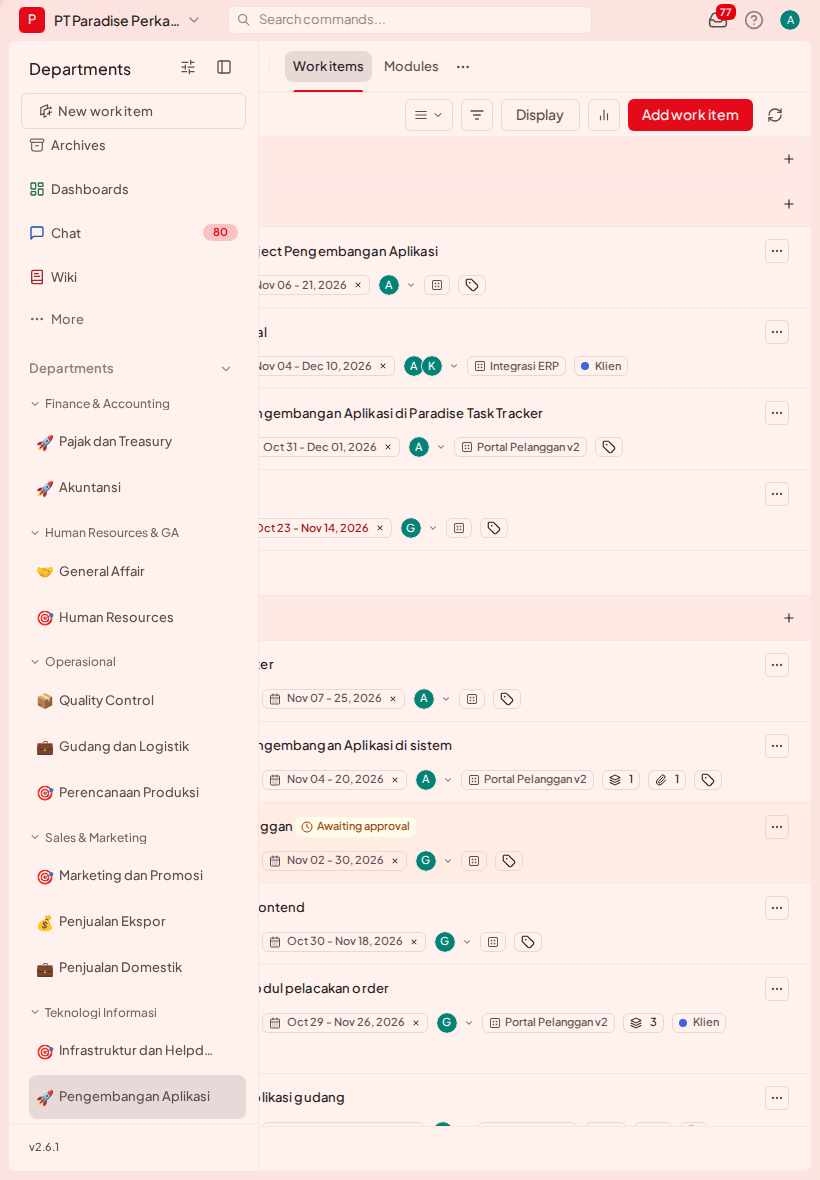 P PT Paradise Perka...
Search commands...
77
A
Departments
New work item
Archives
Dashboards
Chat 80
Wiki
More
Departments
Finance & Accounting
Pajak dan Treasury
Akuntansi
Human Resources & GA
General Affair
Human Resources
Operasional
Quality Control
Gudang dan Logistik
Perencanaan Produksi
Sales & Marketing
Marketing dan Promosi
Penjualan Ekspor
Penjualan Domestik
Teknologi Informasi
Infrastruktur dan Helpd...
Pengembangan Aplikasi
v2.6.1
Work items Modules
Display Add work item
ject Pengembangan Aplikasi
Nov 06 - 21, 2026 A
al
Nov 04 - Dec 10, 2026 A K Integrasi ERP Klien
ngembangan Aplikasi di Paradise Task Tracker
Oct 31 - Dec 01, 2026 A Portal Pelanggan v2
Oct 23 - Nov 14, 2026 G
ter
Nov 07 - 25, 2026 A
ngembangan Aplikasi di sistem
Nov 04 - 20, 2026 A Portal Pelanggan v2 1 1
ggan Awaiting approval
Nov 02 - 30, 2026 G
ontend
Oct 30 - Nov 18, 2026 G
odul pelacakan order
Oct 29 - Nov 26, 2026 G Portal Pelanggan v2 3 Klien
plikasi gudang